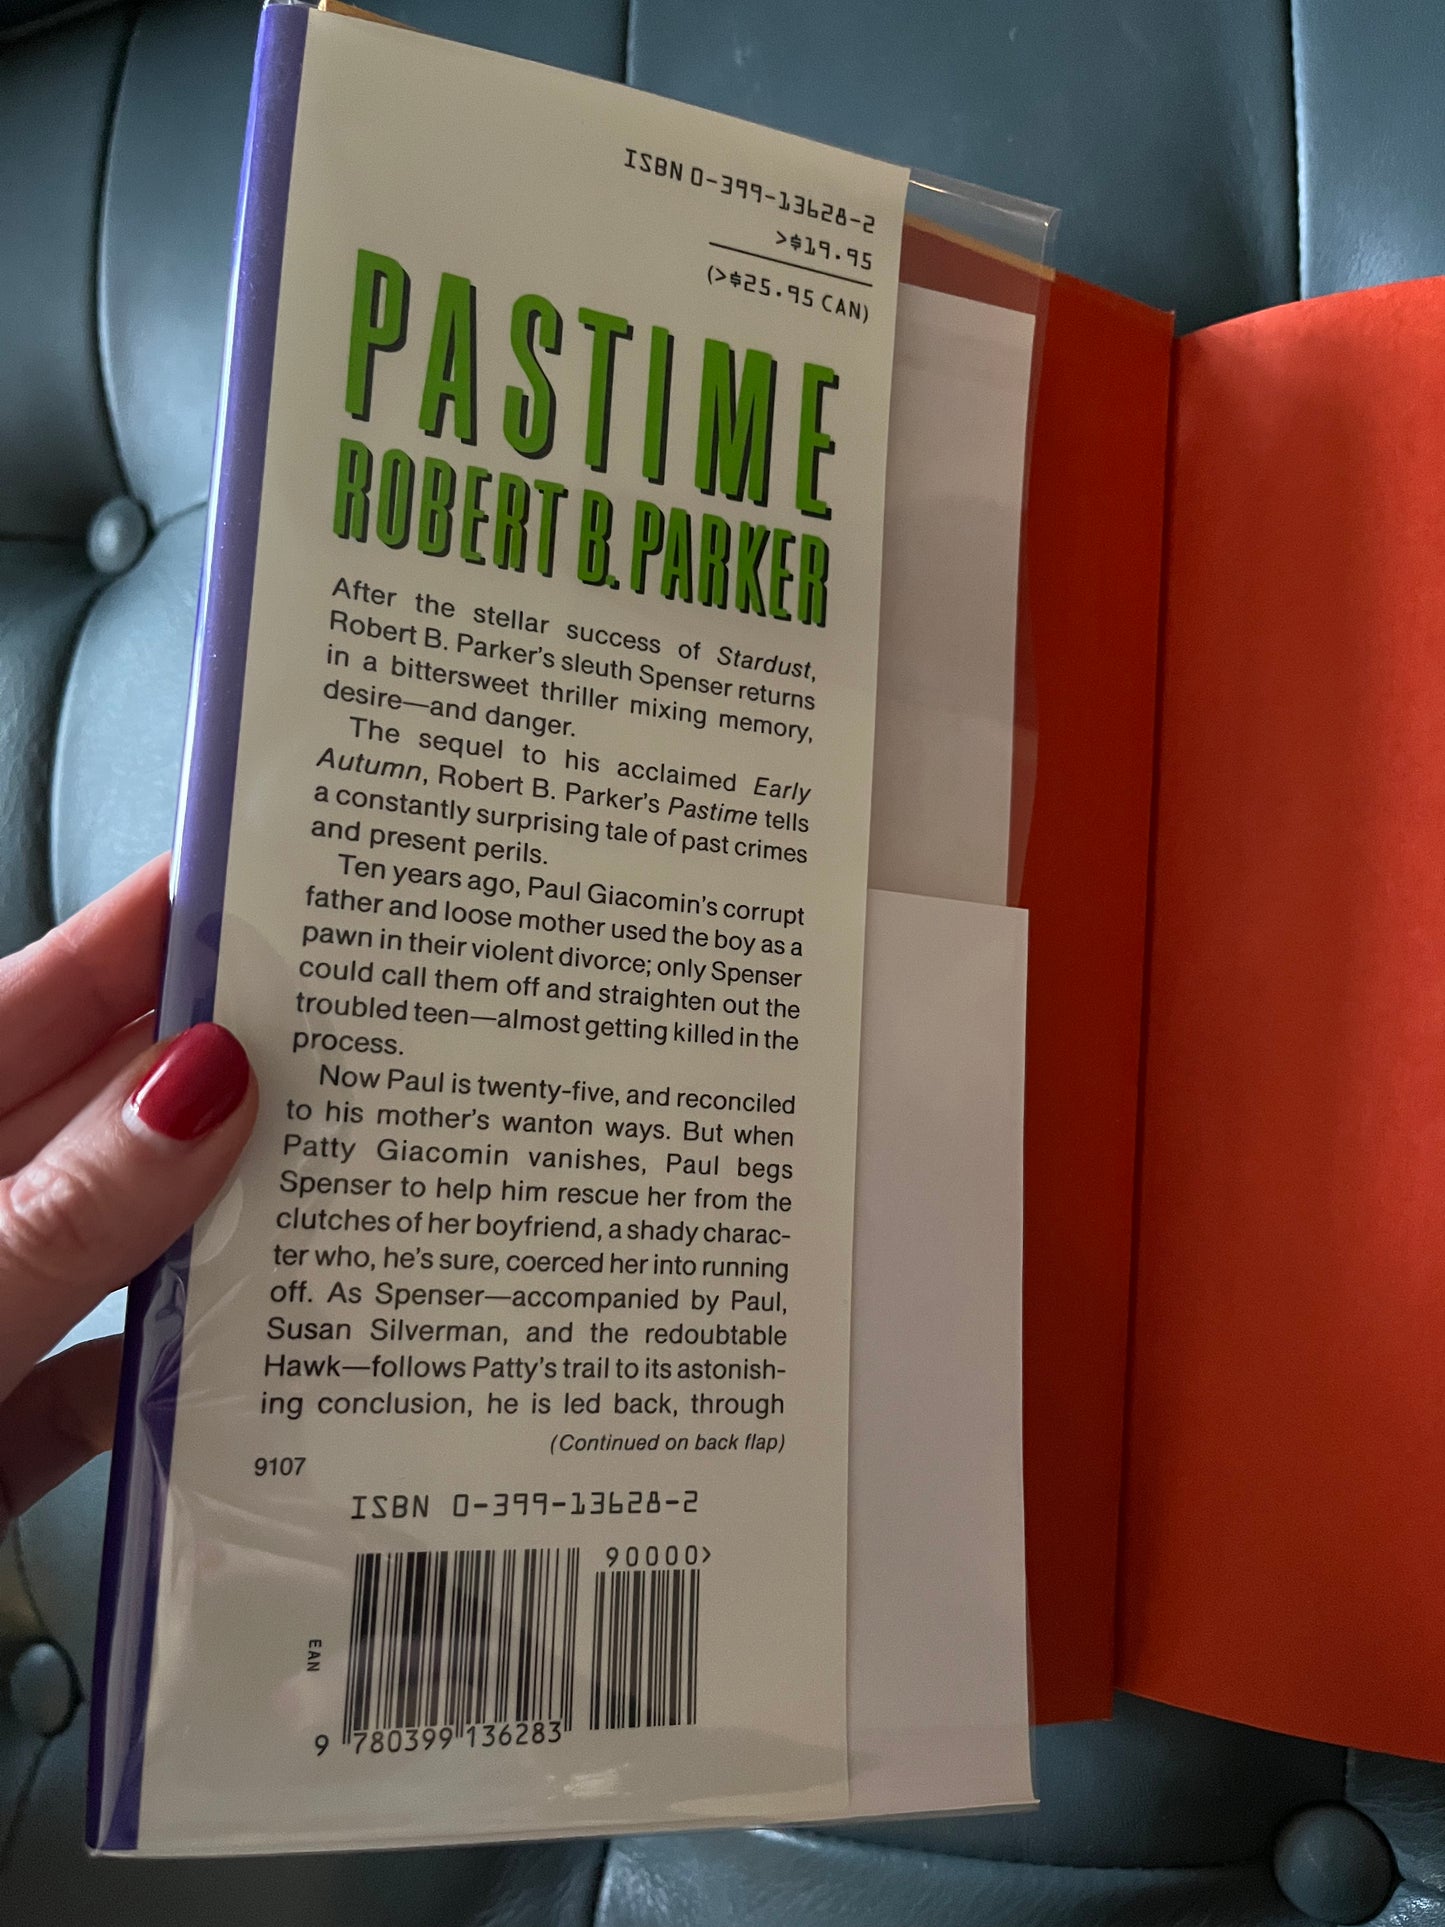 ISBN 0-399-13628-2
>$19.95
(>$25.95 CAN)
PASTIME
ROBERT B. PARKER
After the stellar success of Stardust,
Robert B. Parker's sleuth Spenser returns
in a bittersweet thriller mixing memory,
desire—and danger.
The sequel to his acclaimed Early
Autumn, Robert B. Parker's Pastime tells
a constantly surprising tale of past crimes
and present perils.
Ten years ago, Paul Giacomin's corrupt
father and loose mother used the boy as a
pawn in their violent divorce; only Spenser
could call them off and straighten out the
troubled teen—almost getting killed in the
process.
Now Paul is twenty-five, and reconciled
to his mother's wanton ways. But when
Patty Giacomin vanishes, Paul begs
Spenser to help him rescue her from the
clutches of her boyfriend, a shady charac-
ter who, he's sure, coerced her into running
off. As Spenser—accompanied by Paul,
Susan Silverman, and the redoubtable
Hawk—follows Patty's trail to its astonish-
ing conclusion, he is led back, through
(Continued on back flap)
9107
ISBN 0-399-13628-2
90000>
EAN
9 780399 136283